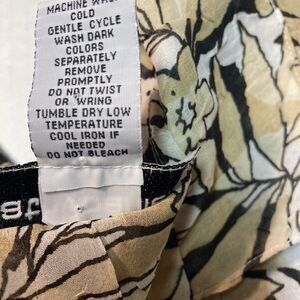 MACHINE WASH
COLD
GENTLE CYCLE
WASH DARK
COLORS
SEPARATELY
REMOVE
PROMPTLY
DO NOT TWIST
OR WRING
TUMBLE DRY LOW
TEMPERATURE
COOL IRON IF
NEEDED
DO NOT BLEACH